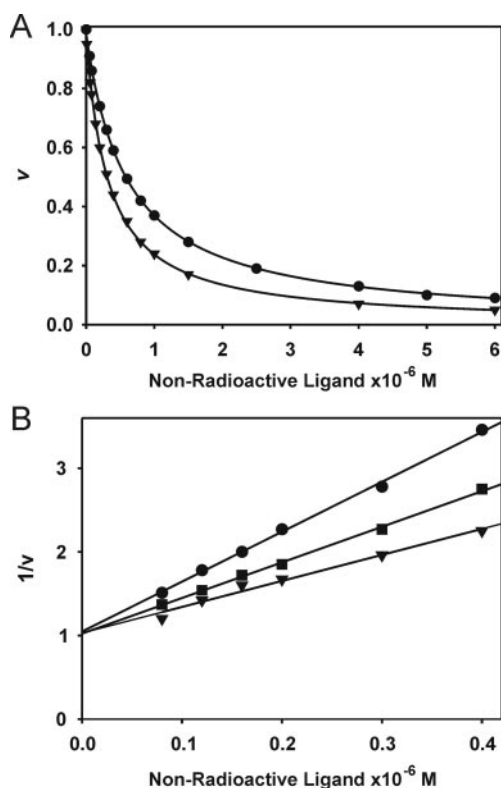 A
1.0
0.8
0.6
v
0.4
0.2
0.0
0 1 2 3 4 5 6
Non-Radioactive Ligand x10⁻⁶ M
B
3
1/v
2
1
0
0.0 0.1 0.2 0.3 0.4
Non-Radioactive Ligand x10⁻⁶ M